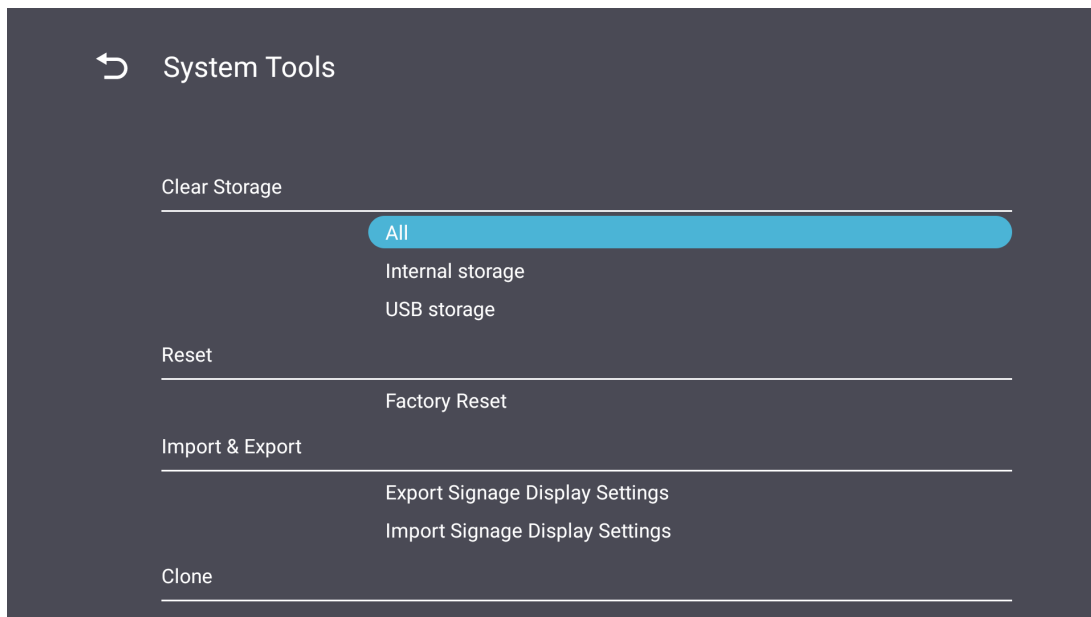 System Tools
Clear Storage
All
Internal storage
USB storage
Reset
Factory Reset
Import & Export
Export Signage Display Settings
Import Signage Display Settings
Clone